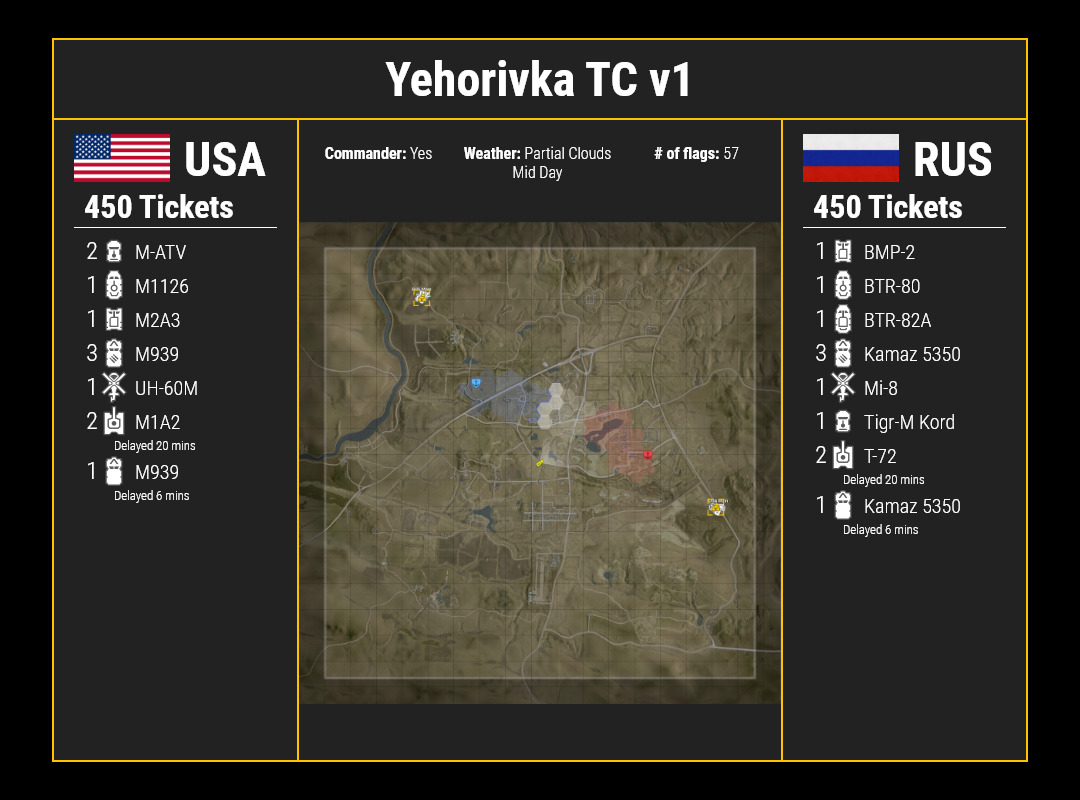 Yehorivka TC v1
USA
450 Tickets
2 M-ATV
1 M1126
1 M2A3
3 M939
1 UH-60M
2 M1A2
Delayed 20 mins
1 M939
Delayed 6 mins
Commander: Yes
Weather: Partial Clouds
Mid Day
# of flags: 57
RUS
450 Tickets
1 BMP-2
1 BTR-80
1 BTR-82A
3 Kamaz 5350
1 Mi-8
1 Tigr-M Kord
2 T-72
Delayed 20 mins
1 Kamaz 5350
Delayed 6 mins